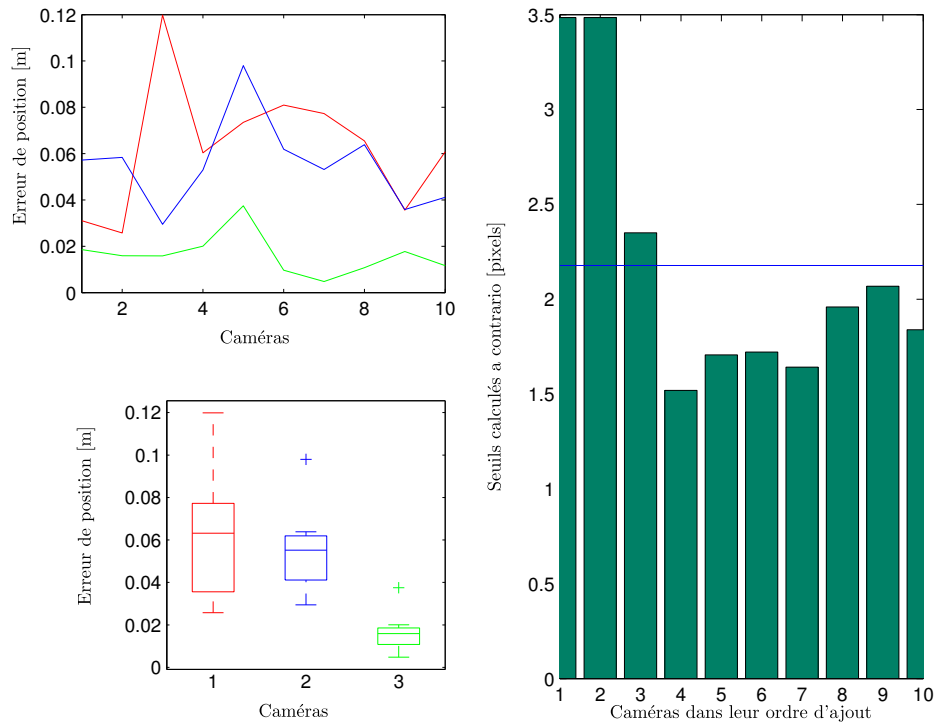 0.12
0.1
0.08
0.06
0.04
0.02
0
2 4 6 8 10
Erreur de position [m]
Caméras
0.12
0.1
0.08
0.06
0.04
0.02
0
1 2 3
Erreur de position [m]
Caméras
3.5
3
2.5
2
1.5
1
0.5
0
1 2 3 4 5 6 7 8 9 10
Seuils calculés a contrario [pixels]
Caméras dans leur ordre d'ajout